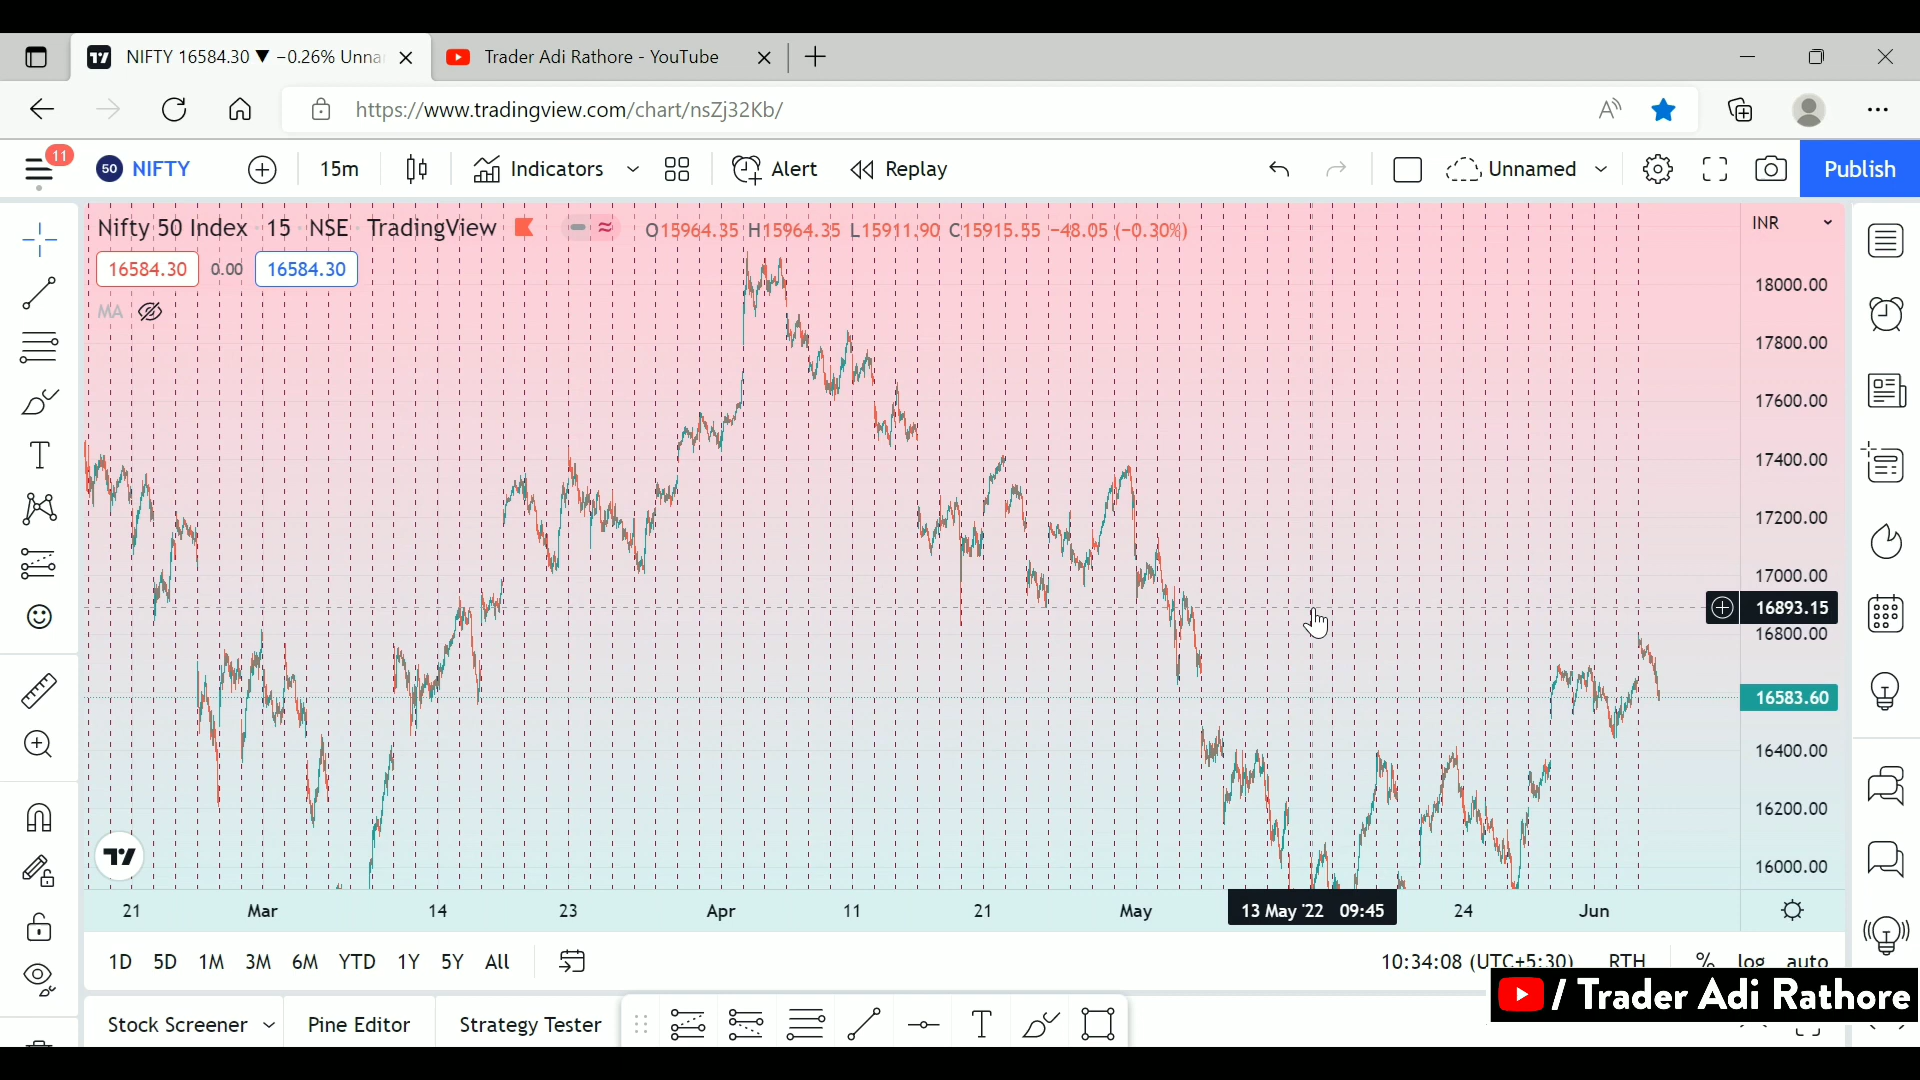 NIFTY 16584.30 ▼ −0.26% Unna
Trader Adi Rathore - YouTube
https://www.tradingview.com/chart/nsZj32Kb/
11
50 NIFTY 15m Indicators Alert Replay Unnamed Publish
Nifty 50 Index · 15 · NSE · TradingView O15964.35 H15964.35 L15911.90 C15915.55 −48.05 (−0.30%)
INR
16584.30 0.00 16584.30
MA
18000.00
17800.00
17600.00
17400.00
17200.00
17000.00
16893.15
16800.00
16583.60
16400.00
16200.00
16000.00
21 Mar 14 23 Apr 11 21 May 13 May '22 09:45 24 Jun
1D 5D 1M 3M 6M YTD 1Y 5Y All 10:34:08 (UTC+5:30) RTH % log auto
/ Trader Adi Rathore
Stock Screener Pine Editor Strategy Tester